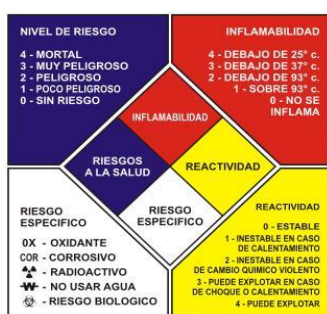 NIVEL DE RIESGO
4 - MORTAL
3 - MUY PELIGROSO
2 - PELIGROSO
1 - POCO PELIGROSO
0 - SIN RIESGO
INFLAMABILIDAD
4 - DEBAJO DE 25° c.
3 - DEBAJO DE 37° c.
2 - DEBAJO DE 93° c.
1 - SOBRE 93° c.
0 - NO SE
INFLAMA
INFLAMABILIDAD
RIESGOS
A LA SALUD
REACTIVIDAD
RIESGO
ESPECIFICO
RIESGO
ESPECIFICO
OX - OXIDANTE
COR - CORROSIVO
- RADIOACTIVO
W - NO USAR AGUA
- RIESGO BIOLOGICO
REACTIVIDAD
0 - ESTABLE
1 - INESTABLE EN CASO
DE CALENTAMIENTO
2 - INESTABLE EN CASO
DE CAMBIO QUIMICO VIOLENTO
3 - PUEDE EXPLOTAR EN CASO
DE CHOQUE O CALENTAMIENTO
4 - PUEDE EXPLOTAR